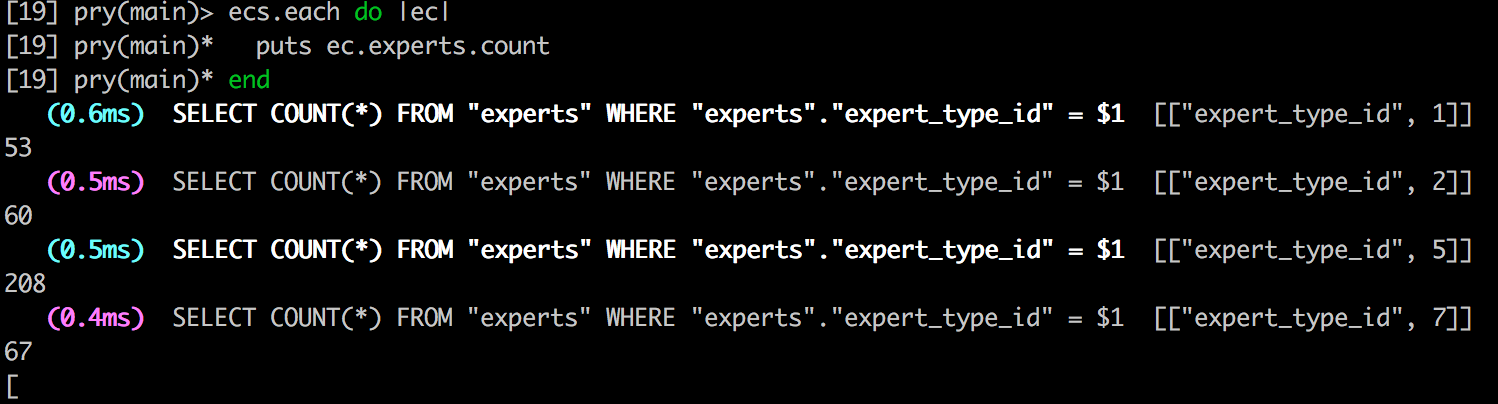 [19] pry(main)> ecs.each do |ec|
[19] pry(main)*   puts ec.experts.count
[19] pry(main)* end
   (0.6ms)  SELECT COUNT(*) FROM "experts" WHERE "experts"."expert_type_id" = $1  [["expert_type_id", 1]]
53
   (0.5ms)  SELECT COUNT(*) FROM "experts" WHERE "experts"."expert_type_id" = $1  [["expert_type_id", 2]]
60
   (0.5ms)  SELECT COUNT(*) FROM "experts" WHERE "experts"."expert_type_id" = $1  [["expert_type_id", 5]]
208
   (0.4ms)  SELECT COUNT(*) FROM "experts" WHERE "experts"."expert_type_id" = $1  [["expert_type_id", 7]]
67
[